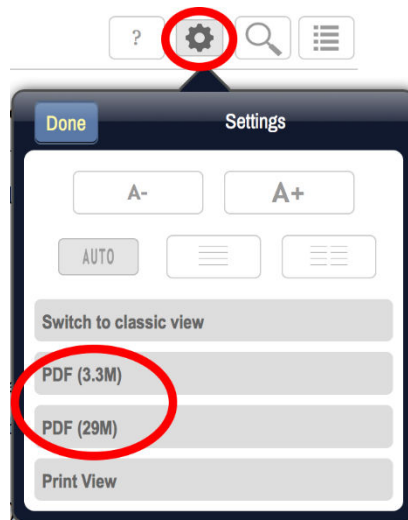 ?
Done Settings
A- A+
AUTO
Switch to classic view
PDF (3.3M)
PDF (29M)
Print View